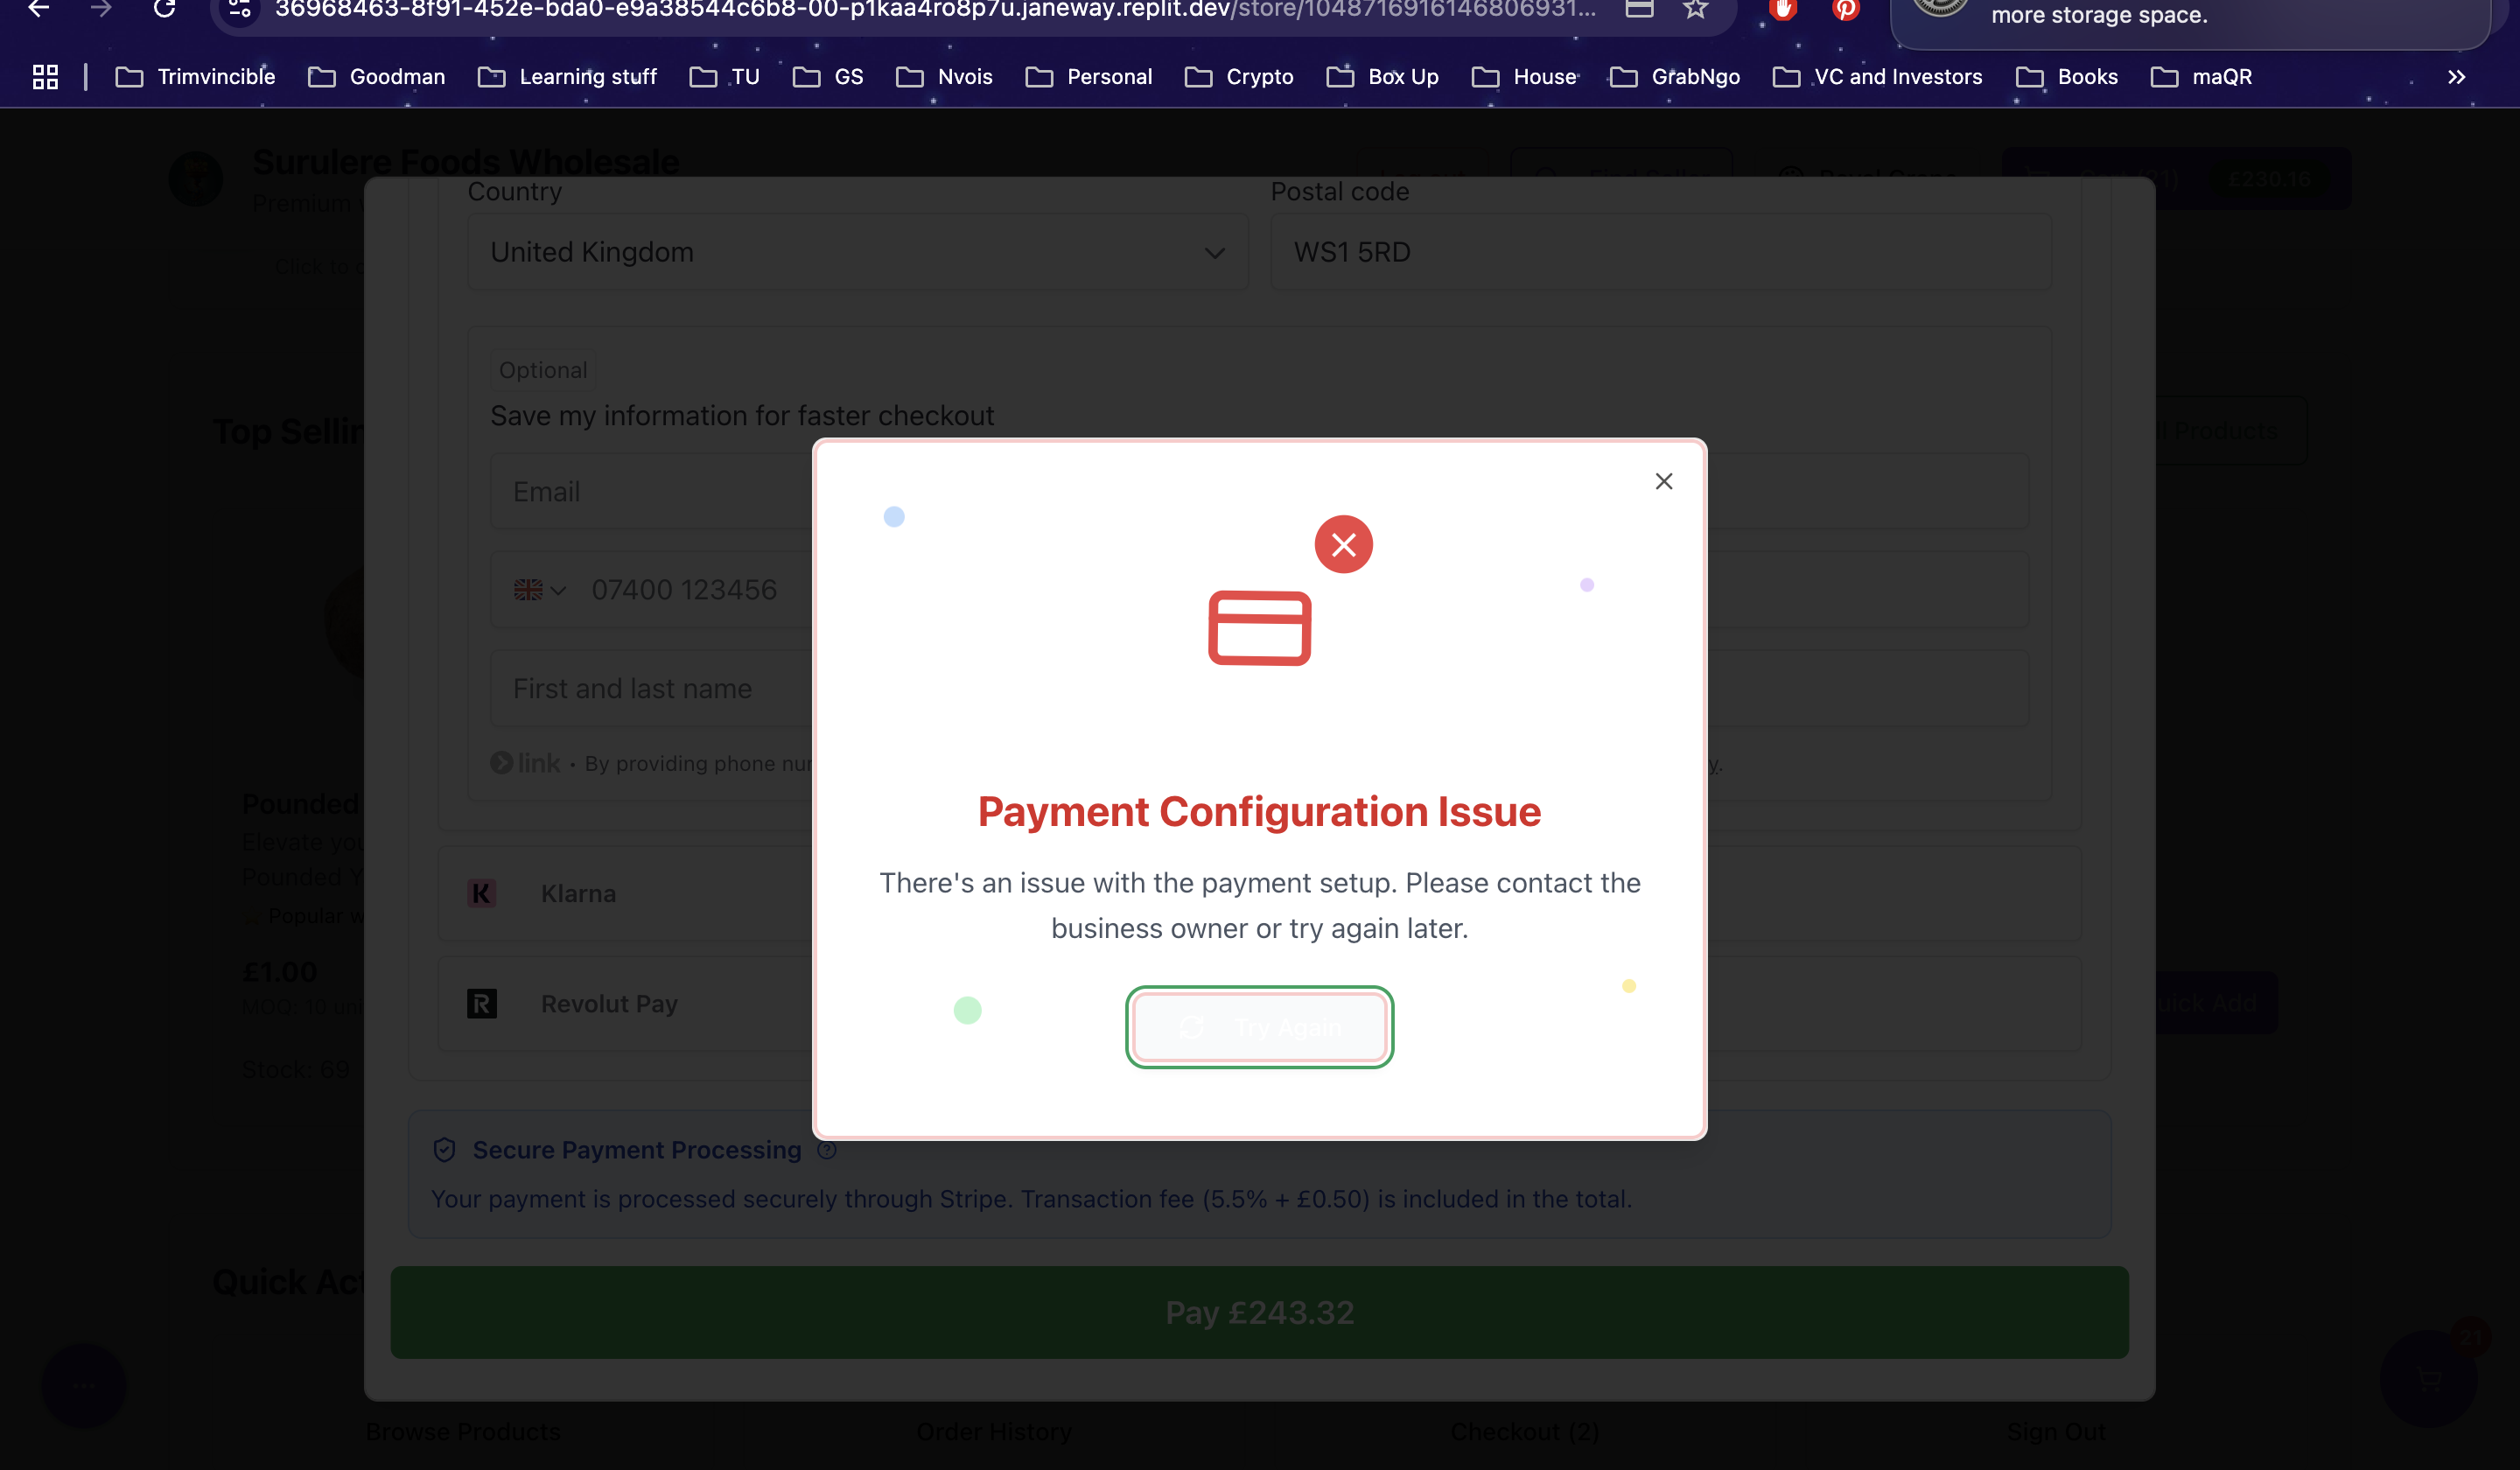 36968463-8f91-452e-bda0-e9a38544c6b8-00-p1kaa4ro8p7u.janeway.replit.dev/store/1048716916146806931...
more storage space.
Trimvincible Goodman Learning stuff TU GS Nvois Personal Crypto Box Up House GrabNgo VC and Investors Books maQR
Surulere Foods Wholesale
Premium
£230.16
Country Postal code
United Kingdom WS1 5RD
Click to
Optional
Save my information for faster checkout
Top Sellin
ll Products
Email
07400 123456
First and last name
link • By providing phone nu
y.
Payment Configuration Issue
There's an issue with the payment setup. Please contact the
business owner or try again later.
Try Again
Pounded
Elevate you
Pounded Y
Popular w
£1.00
MOQ: 10 uni
Stock: 69
Klarna
Revolut Pay
uick Add
Secure Payment Processing
Your payment is processed securely through Stripe. Transaction fee (5.5% + £0.50) is included in the total.
Quick Act
Pay £243.32
21
Browse Products Order History Checkout (2) Sign Out